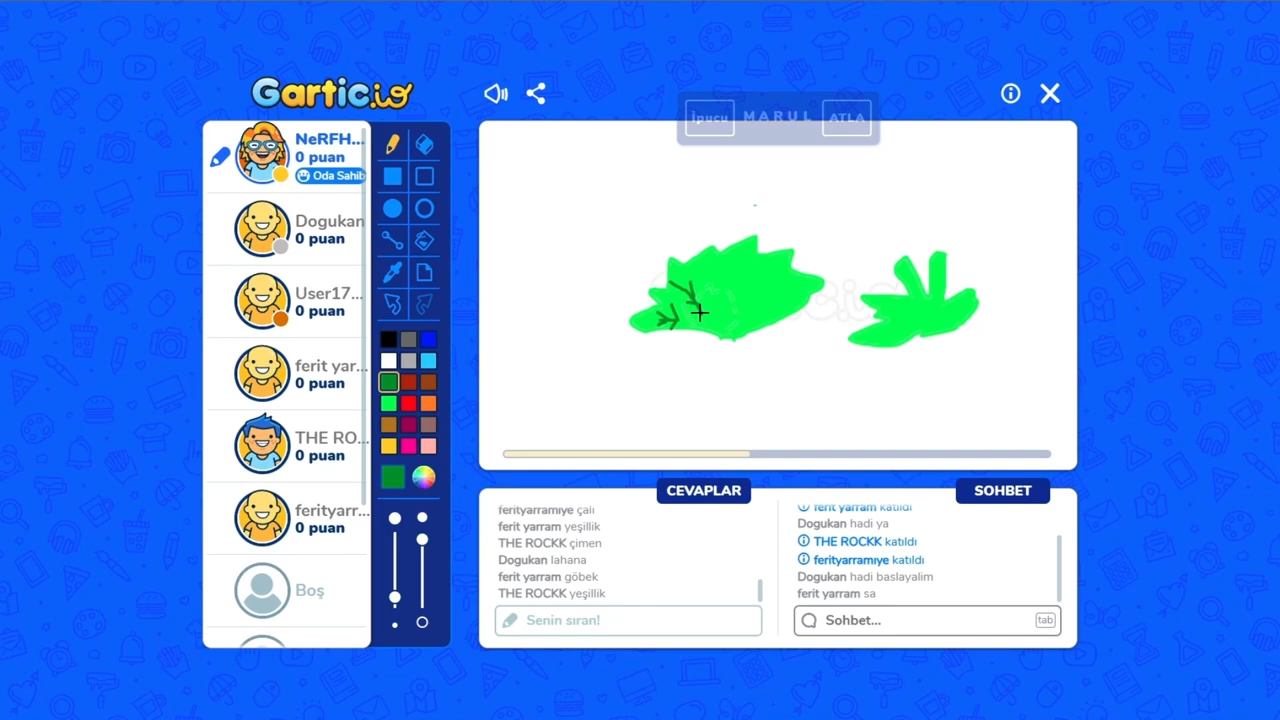 Gartic.io
İpucu MARUL ATLA
NeRFH...
0 puan
Oda Sahib
Dogukan
0 puan
User17...
0 puan
ferit yar...
0 puan
THE RO...
0 puan
ferityarr...
0 puan
Boş
CEVAPLAR
ferityarramıye çalı
ferit yarram yeşillik
THE ROCKK çimen
Dogukan lahana
ferit yarram göbek
THE ROCKK yeşillik
Senin sıran!
SOHBET
ferit yarram katıldı
Dogukan hadi ya
THE ROCKK katıldı
ferityarramıye katıldı
Dogukan hadi baslayalim
ferit yarram sa
Sohbet...
tab